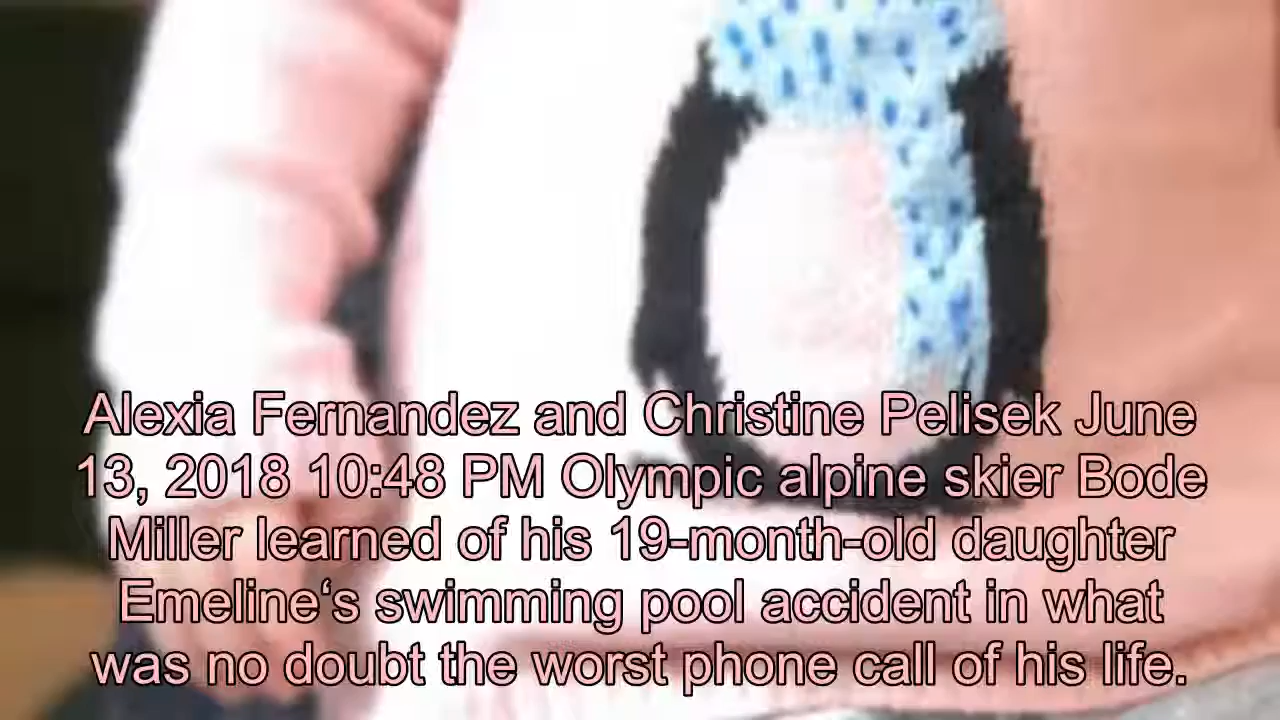 Alexia Fernandez and Christine Pelisek June
13, 2018 10:48 PM Olympic alpine skier Bode
Miller learned of his 19-month-old daughter
Emeline‘s swimming pool accident in what
was no doubt the worst phone call of his life.